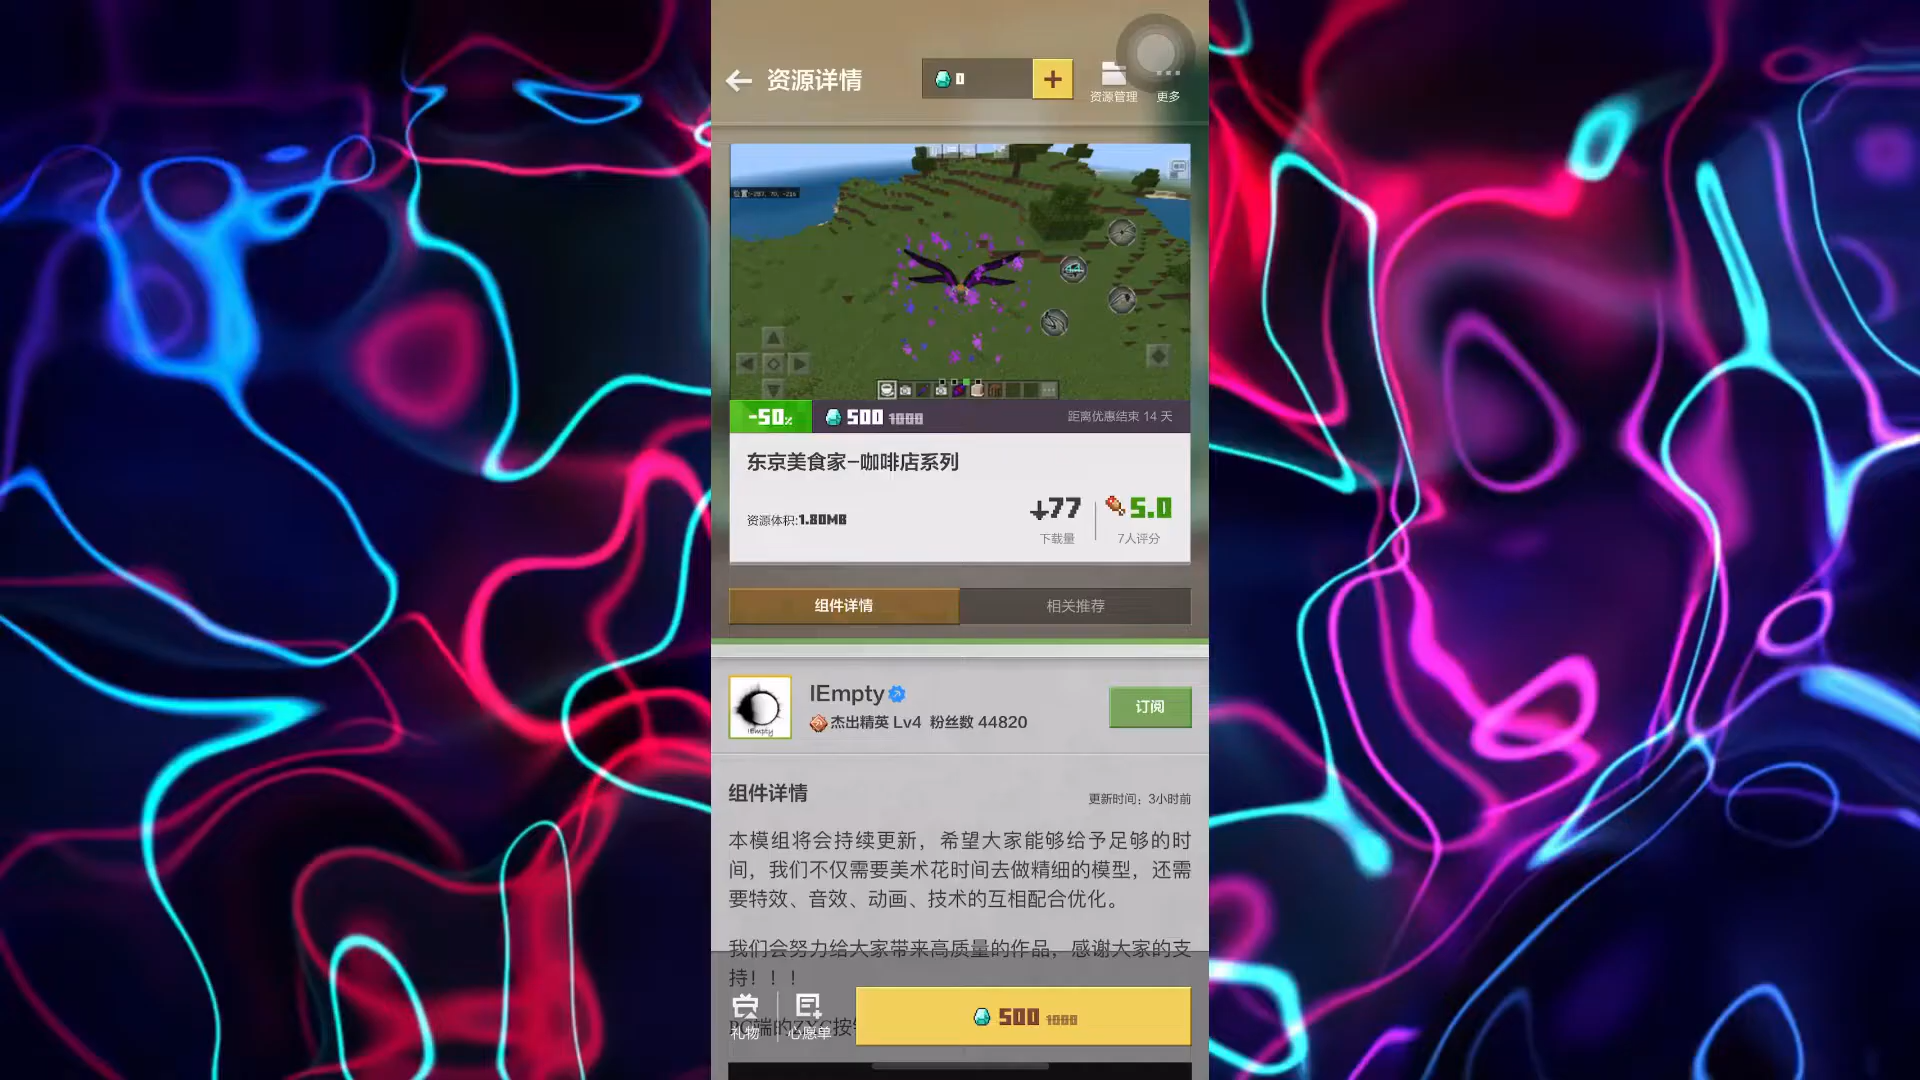 资源详情
0
+
资源管理
更多
-50%
500 1000
距离优惠结束 14 天
东京美食家-咖啡店系列
资源体积:1.80MB
77
下载量
5.0
7人评分
组件详情
相关推荐
IEmpty
杰出精英 Lv4 粉丝数 44820
订阅
组件详情
更新时间：3小时前
本模组将会持续更新，希望大家能够给予足够的时
间，我们不仅需要美术花时间去做精细的模型，还需
要特效、音效、动画、技术的互相配合优化。
我们会努力给大家带来高质量的作品，感谢大家的支
持！！！
PC端的ZXC按
礼物
心愿单
500 1000